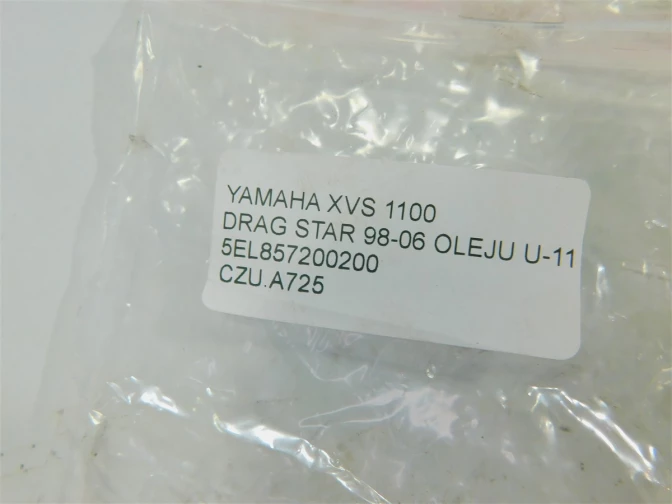 YAMAHA XVS 1100
DRAG STAR 98-06 OLEJU U-11
5EL857200200
CZU.A725